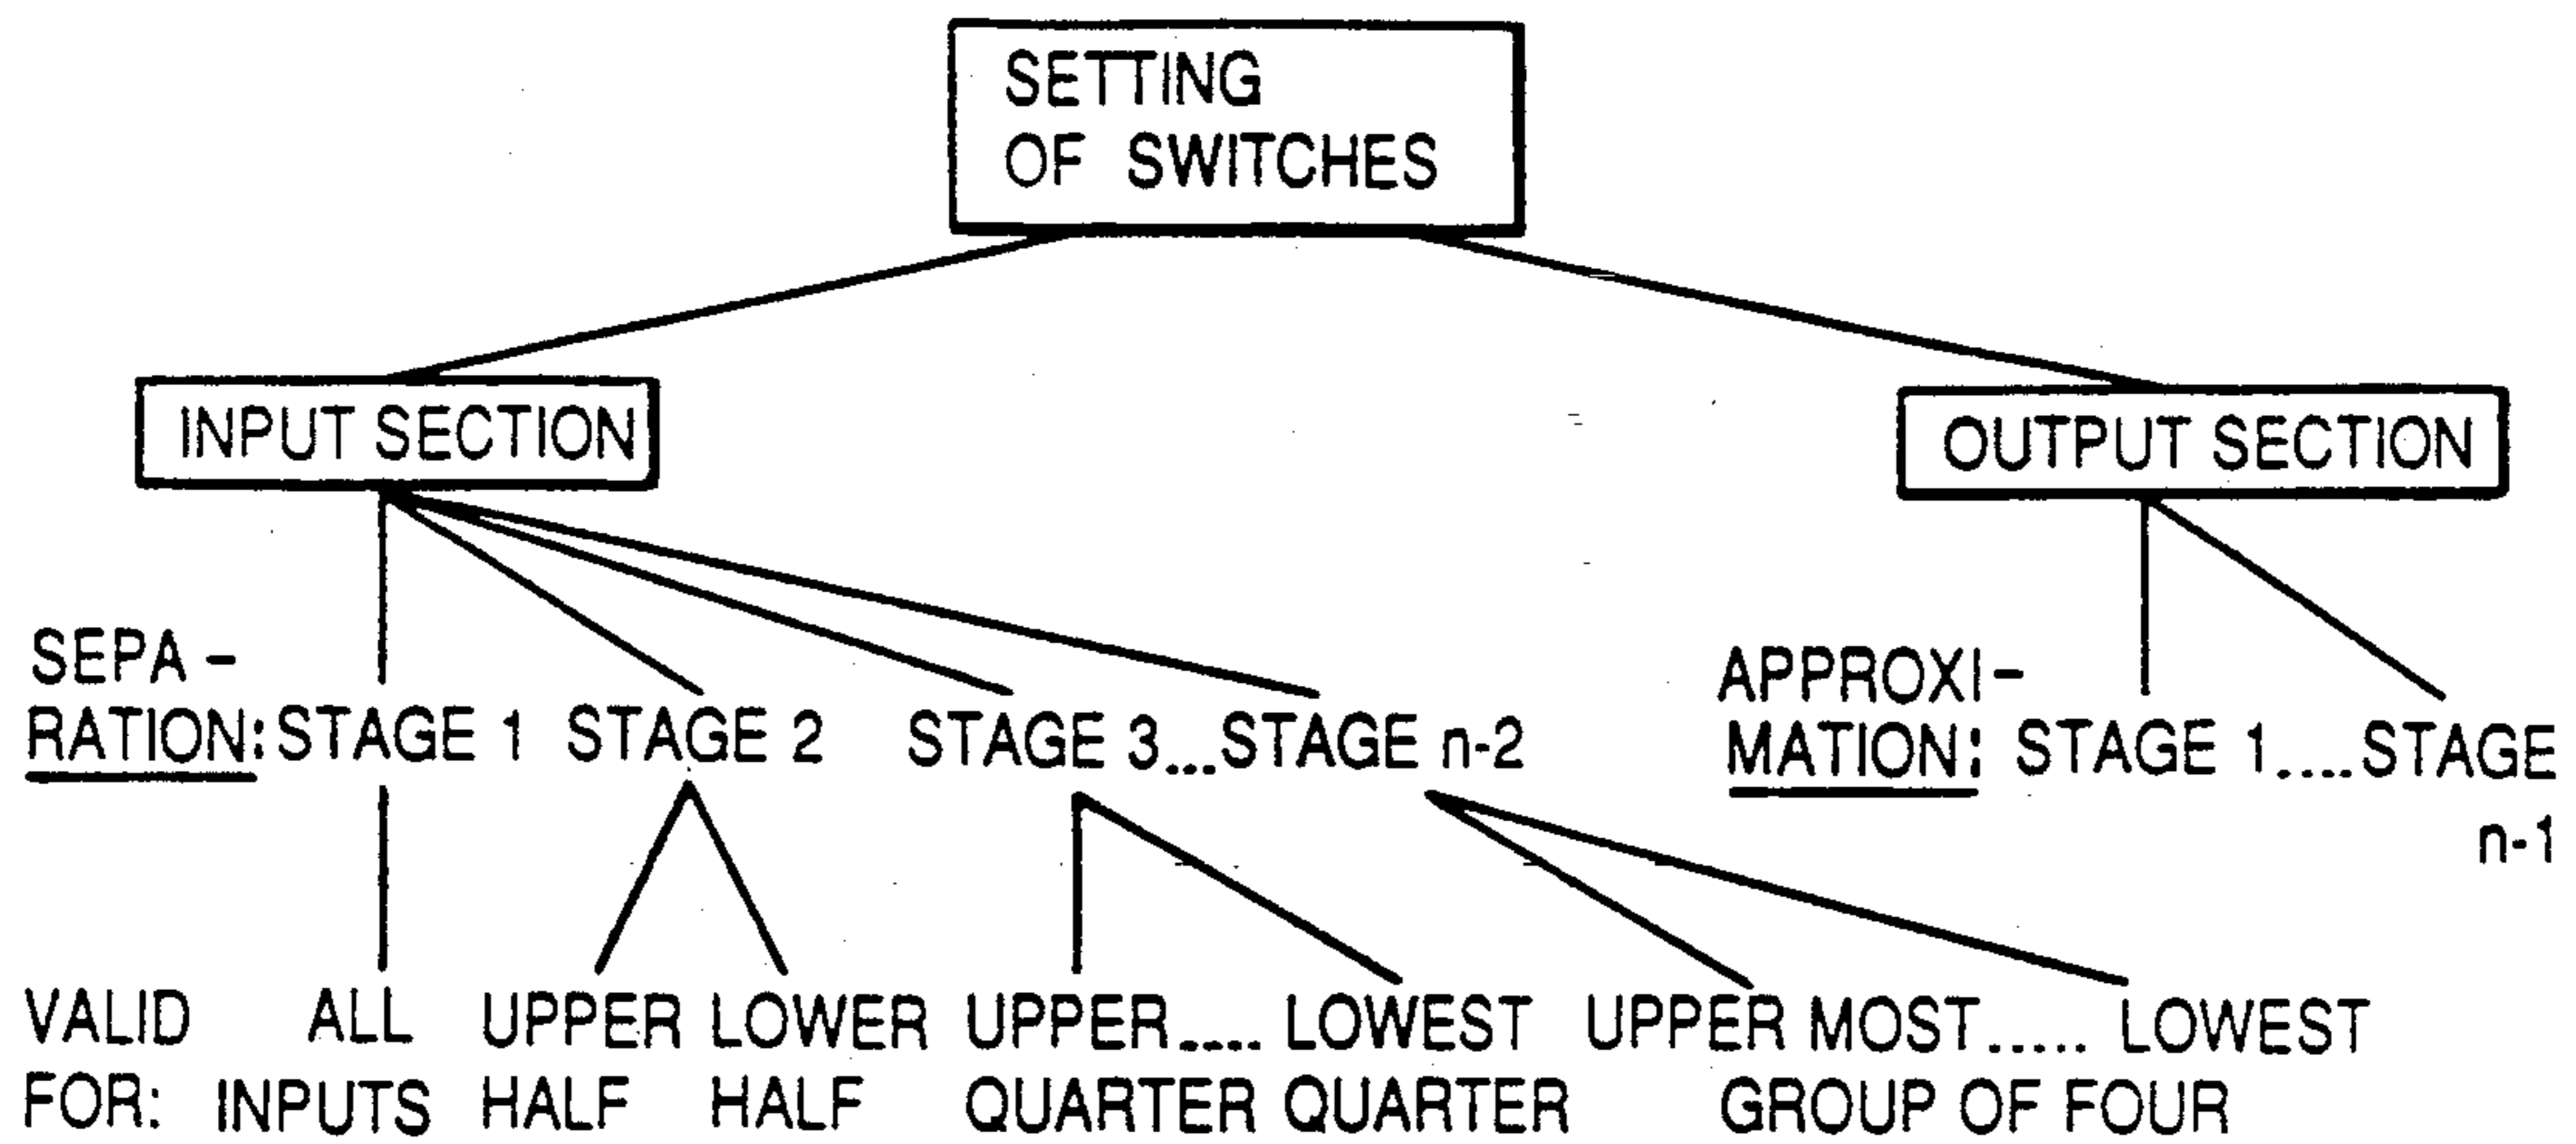 SETTING
OF SWITCHES
INPUT SECTION
OUTPUT SECTION
SEPA-
RATION: STAGE 1 STAGE 2 STAGE 3...STAGE n-2
APPROXI-
MATION: STAGE 1....STAGE
n-1
VALID ALL UPPER LOWER UPPER.... LOWEST UPPER MOST..... LOWEST
FOR: INPUTS HALF HALF QUARTER QUARTER GROUP OF FOUR